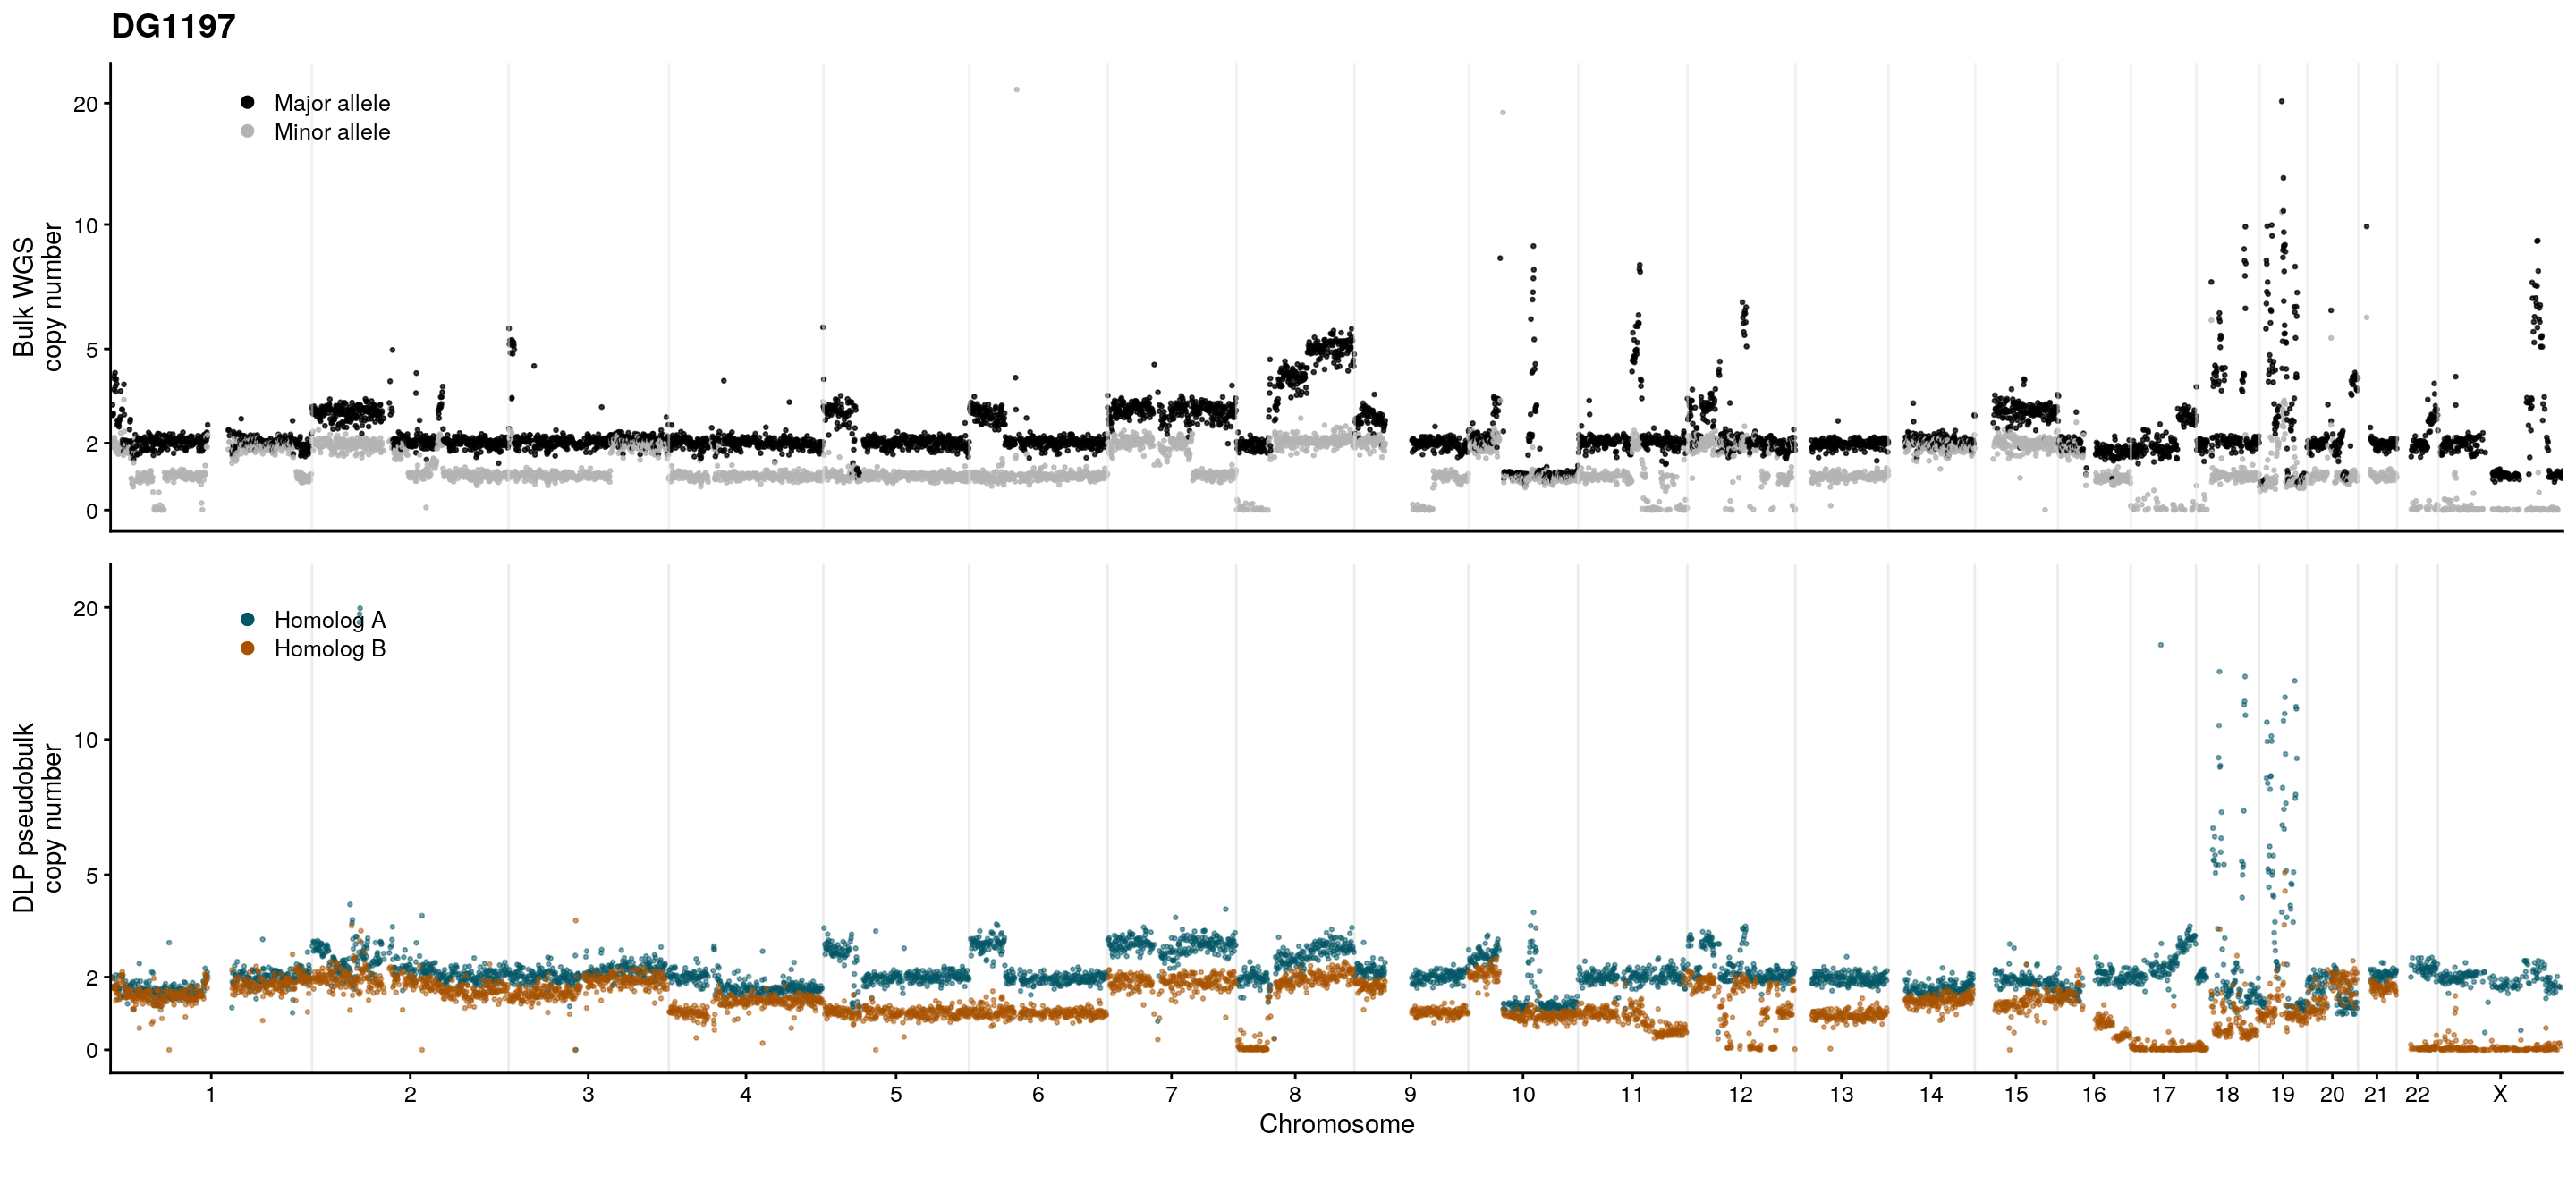 DG1197
Bulk WGS
copy number
20
10
5
2
0
Major allele
Minor allele
DLP pseudobulk
copy number
20
10
5
2
0
Homolog A
Homolog B
1 2 3 4 5 6 7 8 9 10 11 12 13 14 15 16 17 18 19 20 21 22 X
Chromosome